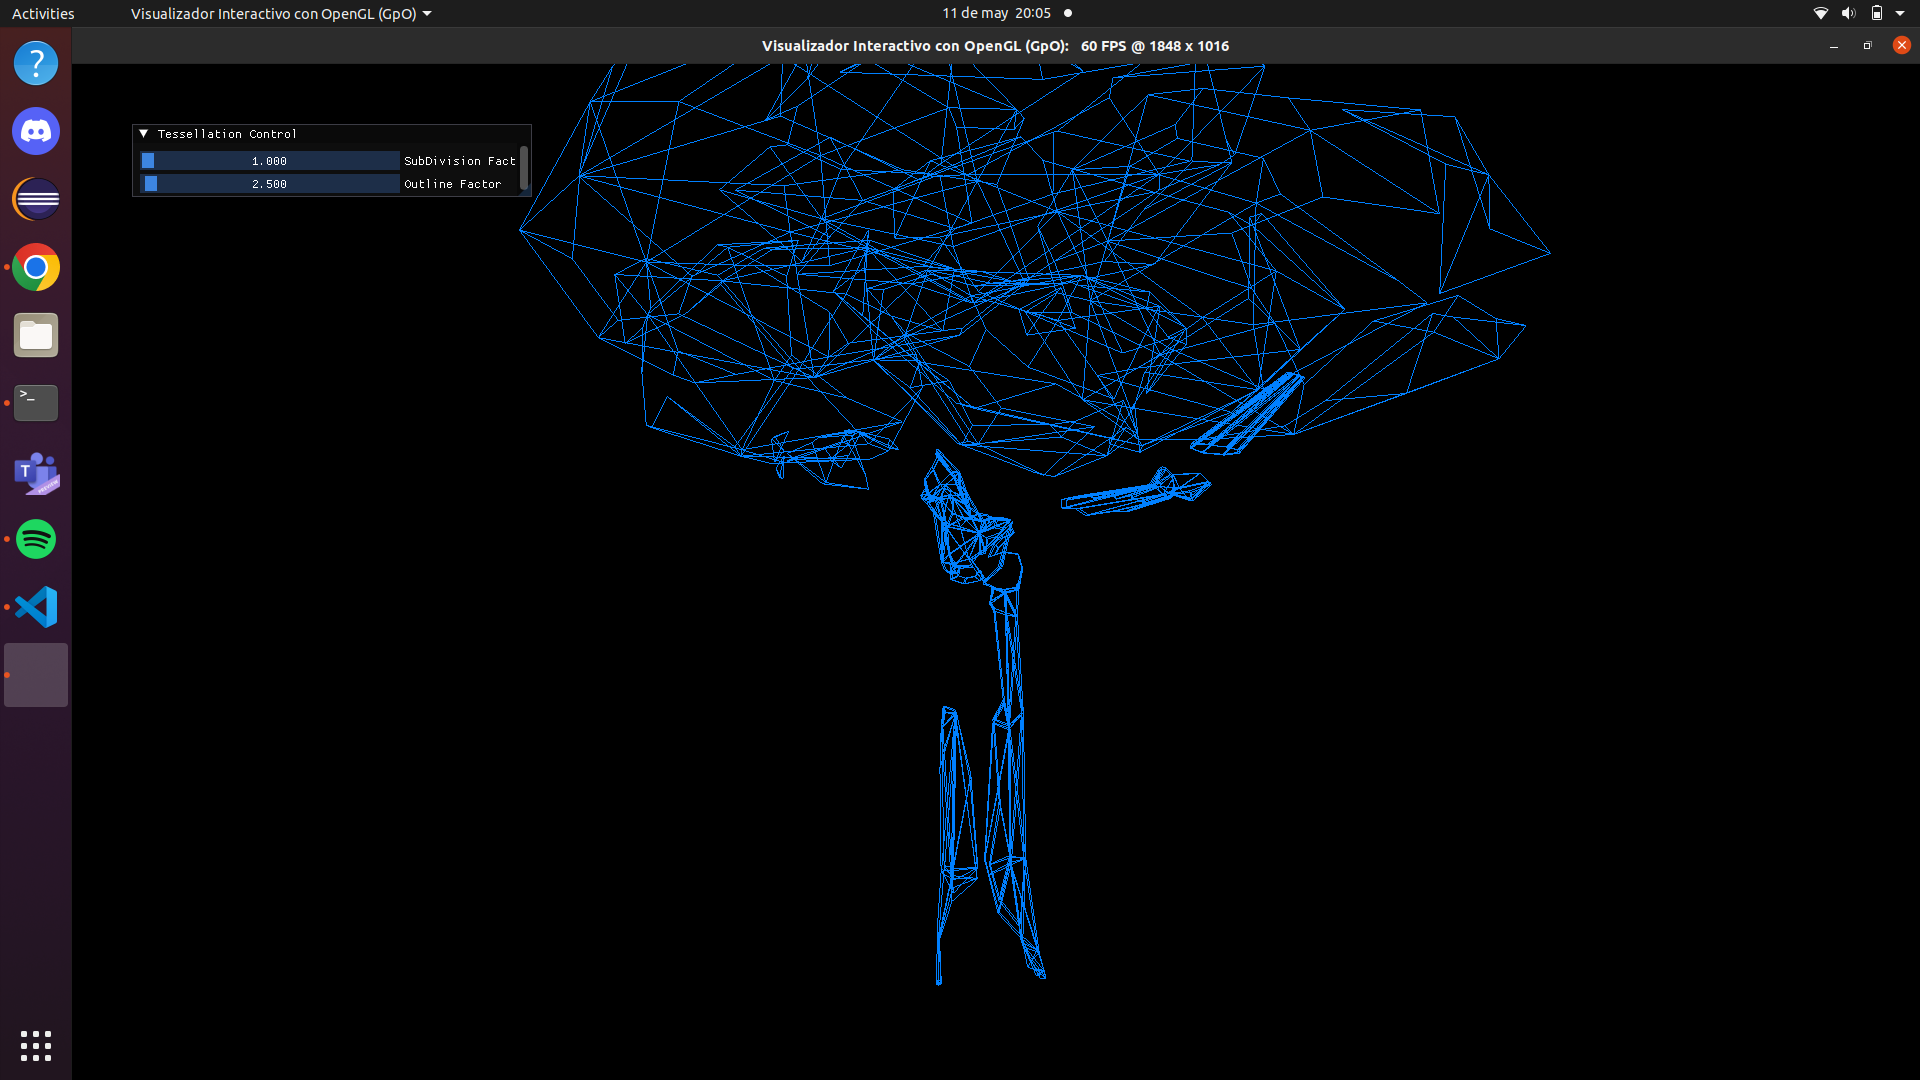 Activities
Visualizador Interactivo con OpenGL (GpO)
11 de may 20:05
Visualizador Interactivo con OpenGL (GpO): 60 FPS @ 1848 x 1016
Tessellation Control
1.000 SubDivision Fact
2.500 Outline Factor
?
>_
T
PREVIEW